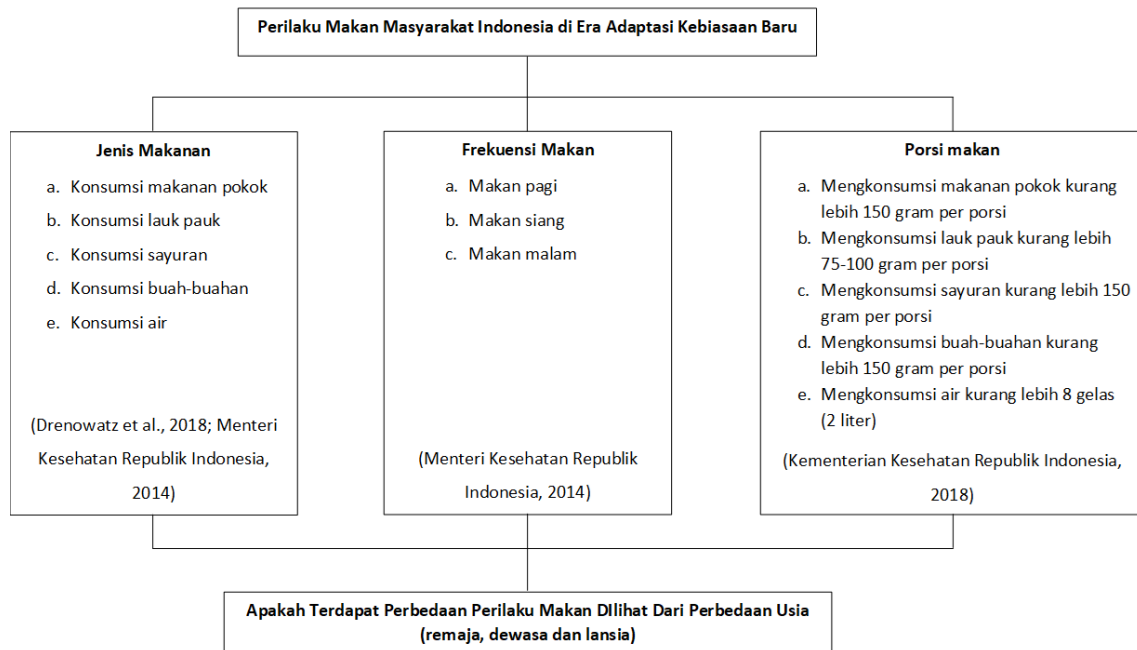 Perilaku Makan Masyarakat Indonesia di Era Adaptasi Kebiasaan Baru
Jenis Makanan
a. Konsumsi makanan pokok
b. Konsumsi lauk pauk
c. Konsumsi sayuran
d. Konsumsi buah-buahan
e. Konsumsi air
(Drenowatz et al., 2018; Menteri
Kesehatan Republik Indonesia,
2014)
Frekuensi Makan
a. Makan pagi
b. Makan siang
c. Makan malam
(Menteri Kesehatan Republik
Indonesia, 2014)
Porsi makan
a. Mengkonsumsi makanan pokok kurang
lebih 150 gram per porsi
b. Mengkonsumsi lauk pauk kurang lebih
75-100 gram per porsi
c. Mengkonsumsi sayuran kurang lebih 150
gram per porsi
d. Mengkonsumsi buah-buahan kurang
lebih 150 gram per porsi
e. Mengkonsumsi air kurang lebih 8 gelas
(2 liter)
(Kementerian Kesehatan Republik Indonesia,
2018)
Apakah Terdapat Perbedaan Perilaku Makan DIlihat Dari Perbedaan Usia
(remaja, dewasa dan lansia)